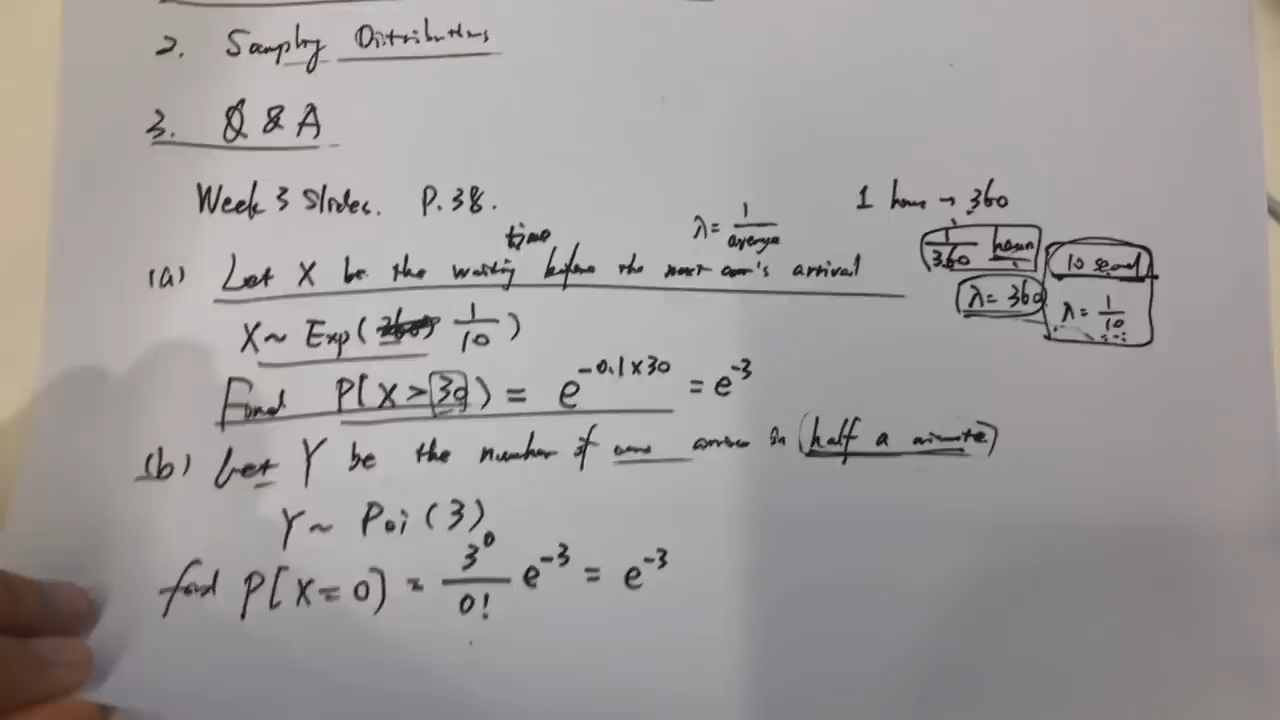 2. Sampling Distributions
3. Q & A
Week 3 Slides. P.38.
1 hour → 360
λ = 1/average
1/360 hour
10 second
λ = 360
λ = 1/10
(a) Let X be the waiting time before the next car's arrival
X ~ Exp( 1/10 )
Find P(X > 30) = e^{-0.1×30} = e^{-3}
(b) Let Y be the number of cars arrive in (half a minute)
Y ~ Poi (3)
find P(X = 0) = 3^0/0! e^{-3} = e^{-3}